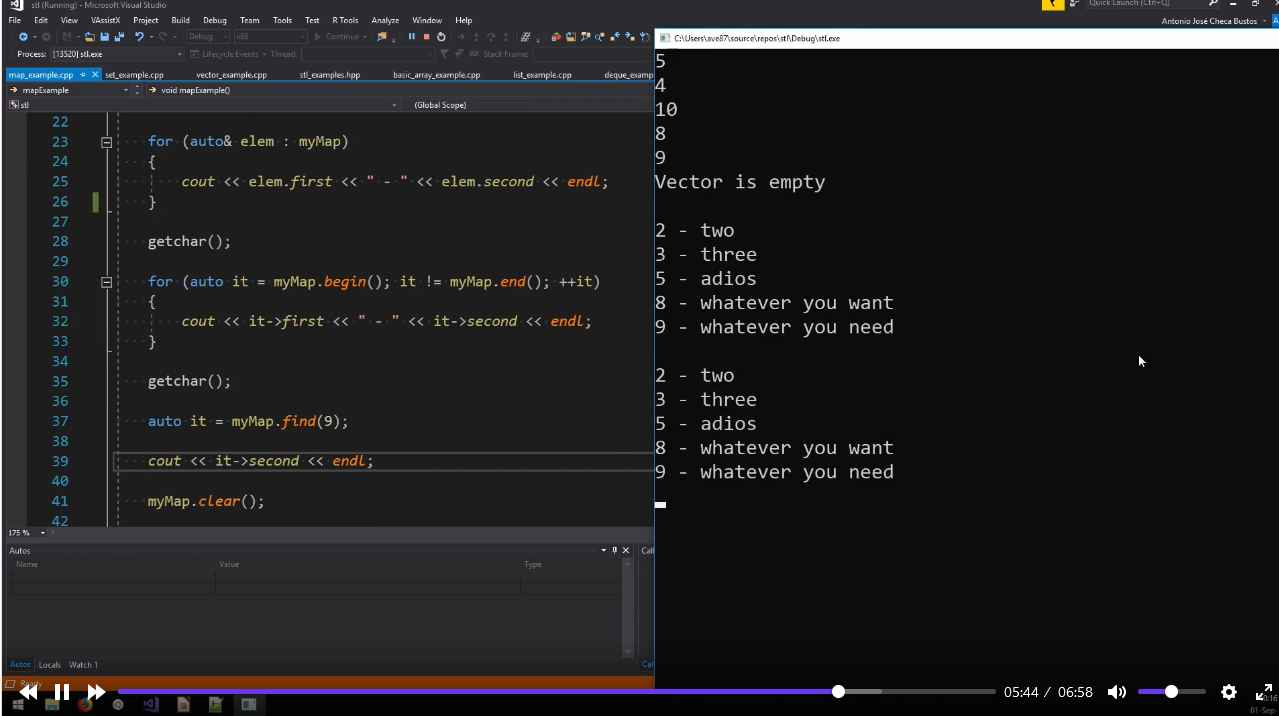 stl (Running) - Microsoft Visual Studio
Quick Launch (Ctrl+Q)
File Edit View VAssistX Project Build Debug Team Tools Test R Tools Analyze Window Help
Antonio José Checa Bustos
Debug x86 Continue
Process: [13520] stl.exe Lifecycle Events Thread: Stack Frame:
map_example.cpp set_example.cpp vector_example.cpp stl_examples.hpp basic_array_example.cpp list_example.cpp deque_examp
mapExample void mapExample()
stl (Global Scope)
22
23 for (auto& elem : myMap)
24 {
25 cout << elem.first << " - " << elem.second << endl;
26 }
27
28 getchar();
29
30 for (auto it = myMap.begin(); it != myMap.end(); ++it)
31 {
32 cout << it->first << " - " << it->second << endl;
33 }
34
35 getchar();
36
37 auto it = myMap.find(9);
38
39 cout << it->second << endl;
40
41 myMap.clear();
42
175 %
Autos
Name Value Type
Autos Locals Watch 1
Ready
C:\Users\ave87\source\repos\stl\Debug\stl.exe
5
4
10
8
9
Vector is empty
2 - two
3 - three
5 - adios
8 - whatever you want
9 - whatever you need
2 - two
3 - three
5 - adios
8 - whatever you want
9 - whatever you need
Cal
Cal
05:44 / 06:58
0:16
01-Sep-